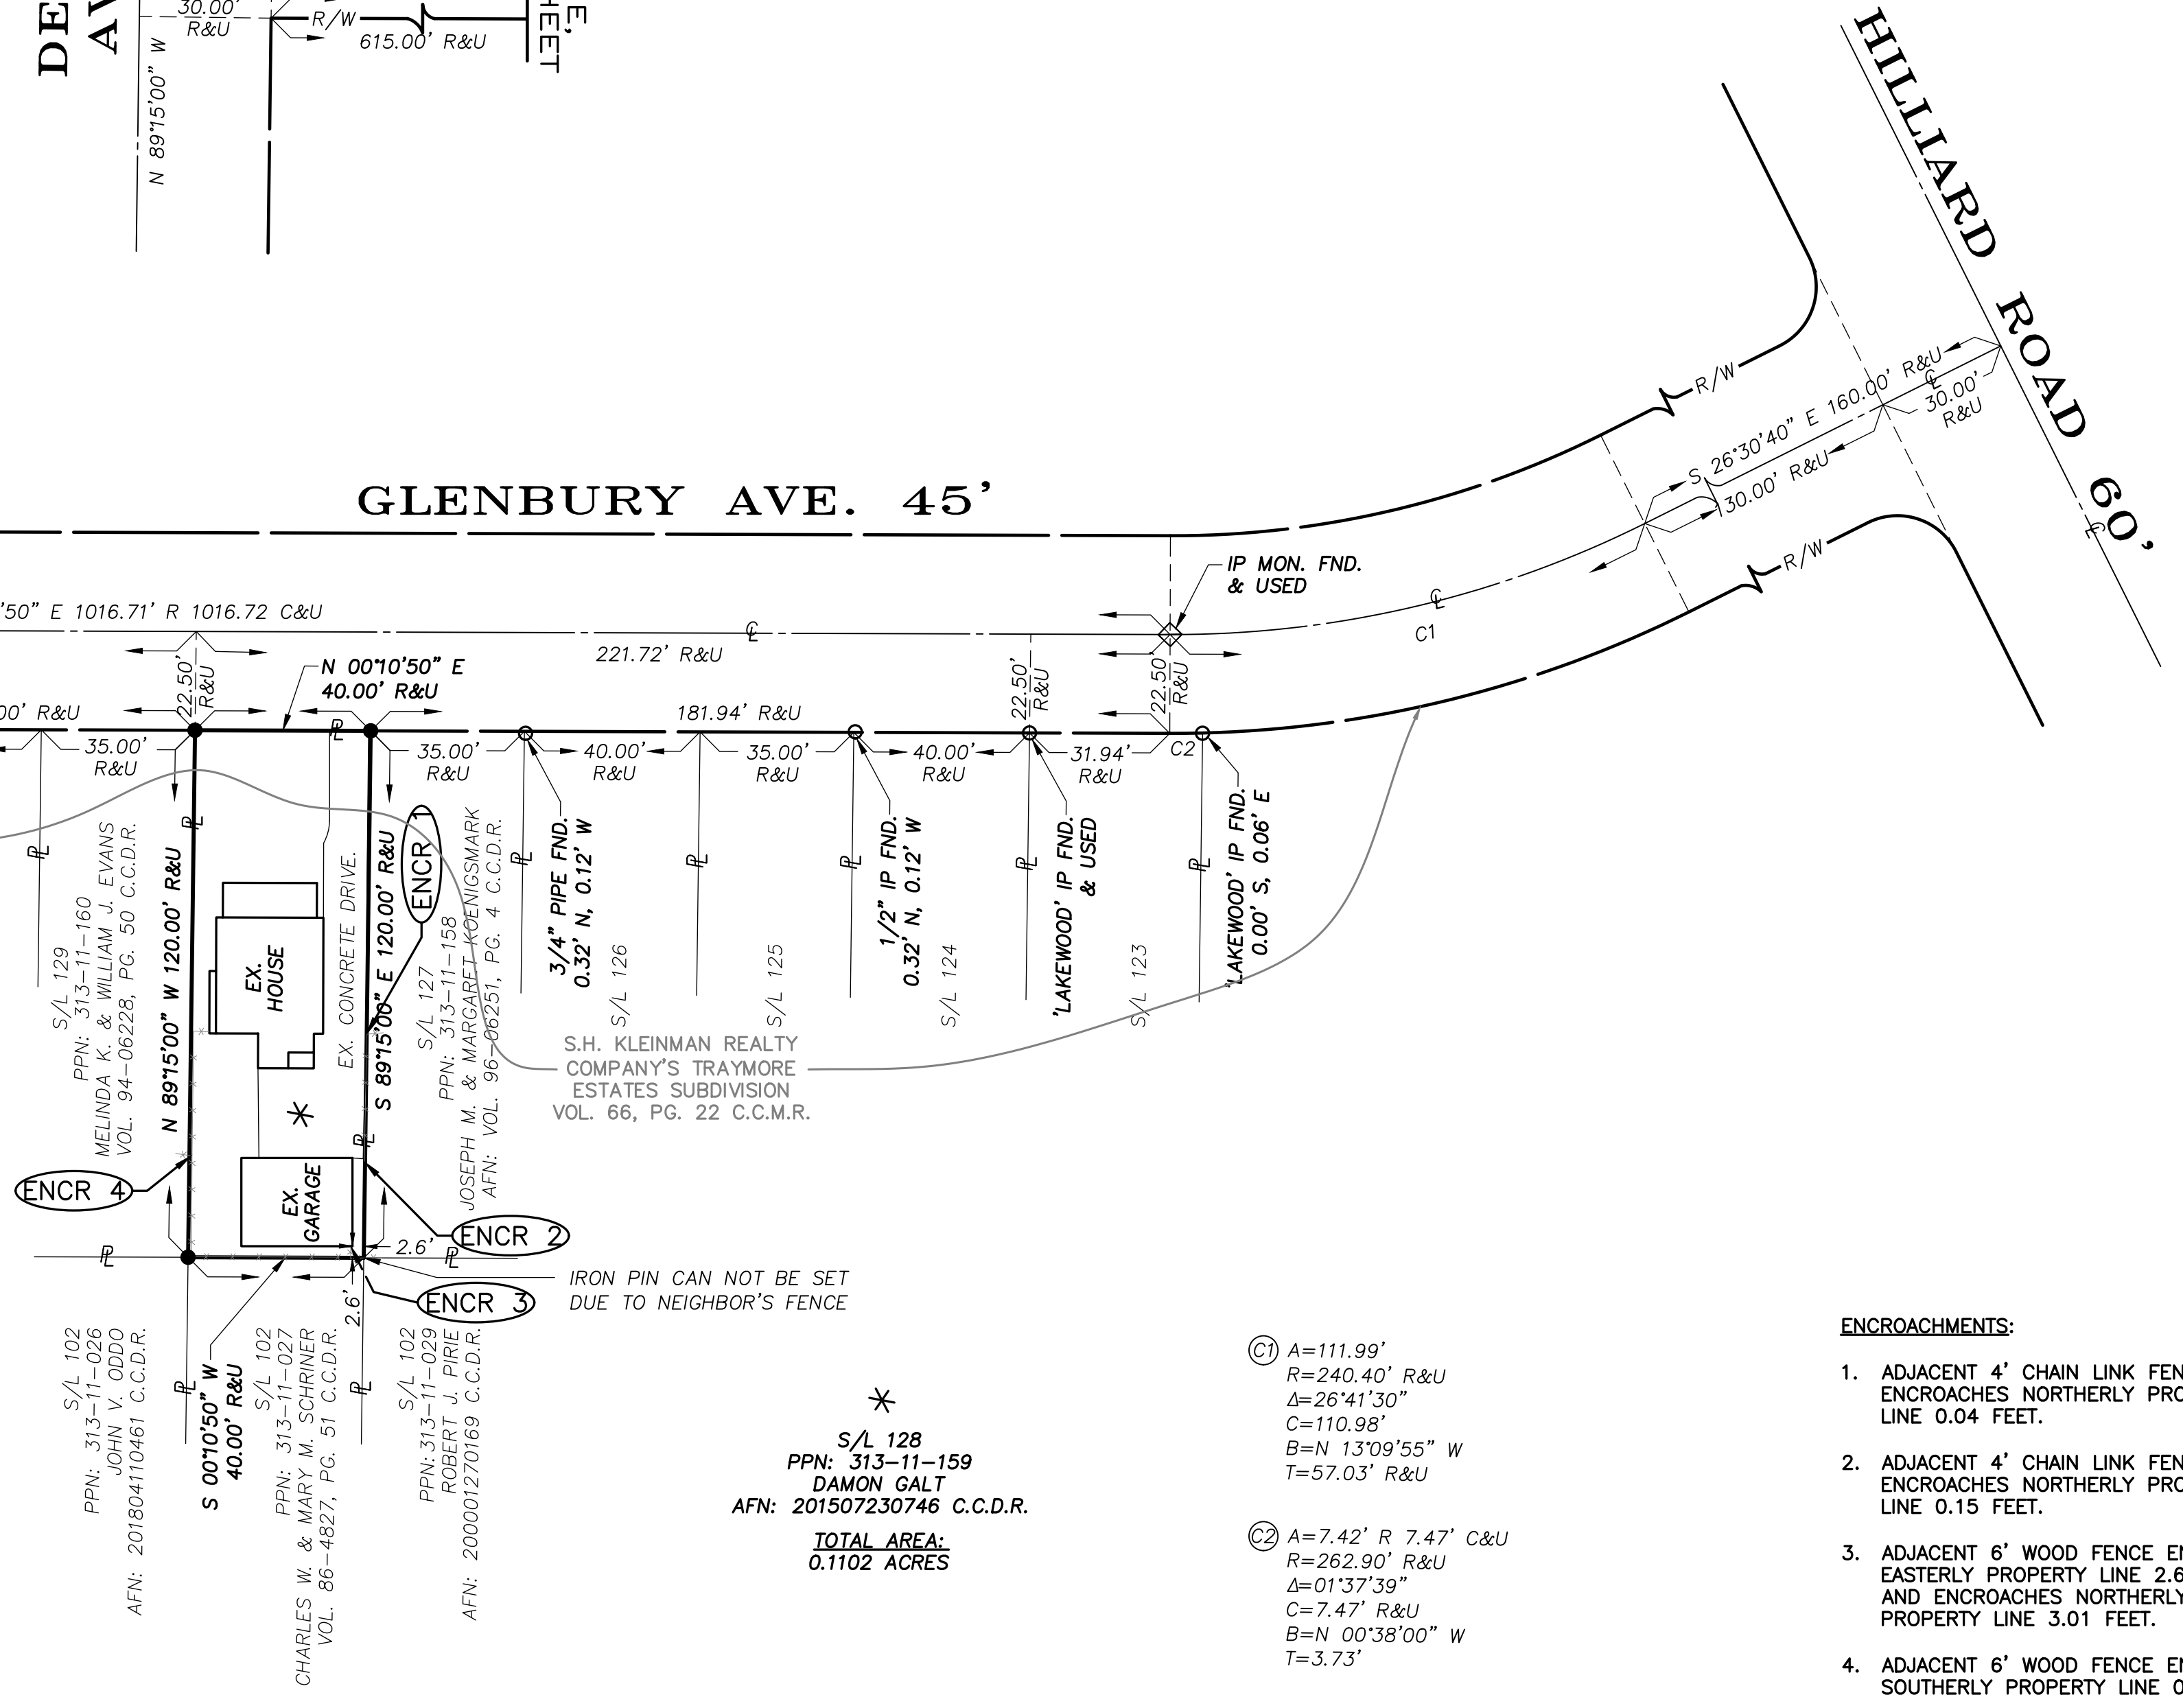 DE
AV
30.00'
R&U
R/W
615.00' R&U
E,
HEET
N 89°15'00" W
HILLIARD ROAD 60'
GLENBURY AVE. 45'
R/W
S 26°30'40" E 160.00' R&U
30.00'
R&U
30.00' R&U
R/W
IP MON. FND.
& USED
'50" E 1016.71' R 1016.72 C&U
221.72' R&U
C1
22.50'
R&U
N 00°10'50" E
40.00' R&U
22.50'
R&U
22.50
R&U
00' R&U
181.94' R&U
35.00'
R&U
35.00'
R&U
40.00'
R&U
35.00'
R&U
40.00'
R&U
31.94'
R&U
C2
S/L 129
PPN: 313-11-160
MELINDA K. & WILLIAM J. EVANS
VOL. 94-06228, PG. 50 C.C.D.R.
N 89°15'00" W 120.00' R&U
EX.
HOUSE
EX. CONCRETE DRIVE.
S 89°15'00" E 120.00' R&U
ENCR 1
S/L 127
PPN: 313-11-158
JOSEPH M. & MARGARET KOENIGSMARK
AFN: VOL. 96-06251, PG. 4 C.C.D.R.
3/4" PIPE FND.
0.32' N, 0.12' W
S/L 126
S/L 125
1/2" IP FND.
0.32' N, 0.12' W
S/L 124
'LAKEWOOD' IP FND.
& USED
S/L 123
'LAKEWOOD' IP FND.
0.00' S, 0.06' E
S.H. KLEINMAN REALTY
COMPANY'S TRAYMORE
ESTATES SUBDIVISION
VOL. 66, PG. 22 C.C.M.R.
EX.
GARAGE
ENCR 4
ENCR 2
2.6'
ENCR 3
2.6'
IRON PIN CAN NOT BE SET
DUE TO NEIGHBOR'S FENCE
S/L 102
PPN: 313-11-026
JOHN V. ODDO
AFN: 201804110461 C.C.D.R.
S 00°10'50" W
40.00' R&U
S/L 102
PPN: 313-11-027
CHARLES W. & MARY M. SCHRINER
VOL. 86-4827, PG. 51 C.C.D.R.
S/L 102
PPN: 313-11-029
ROBERT J. PIRIE
AFN: 200001270169 C.C.D.R.
S/L 128
PPN: 313-11-159
DAMON GALT
AFN: 201507230746 C.C.D.R.
TOTAL AREA:
0.1102 ACRES
C1 A=111.99'
R=240.40' R&U
Δ=26°41'30"
C=110.98'
B=N 13°09'55" W
T=57.03' R&U
C2 A=7.42' R 7.47' C&U
R=262.90' R&U
Δ=01°37'39"
C=7.47' R&U
B=N 00°38'00" W
T=3.73'
ENCROACHMENTS:
1. ADJACENT 4' CHAIN LINK FEN
ENCROACHES NORTHERLY PRO
LINE 0.04 FEET.
2. ADJACENT 4' CHAIN LINK FEN
ENCROACHES NORTHERLY PRO
LINE 0.15 FEET.
3. ADJACENT 6' WOOD FENCE EN
EASTERLY PROPERTY LINE 2.6
AND ENCROACHES NORTHERLY
PROPERTY LINE 3.01 FEET.
4. ADJACENT 6' WOOD FENCE EN
SOUTHERLY PROPERTY LINE 0